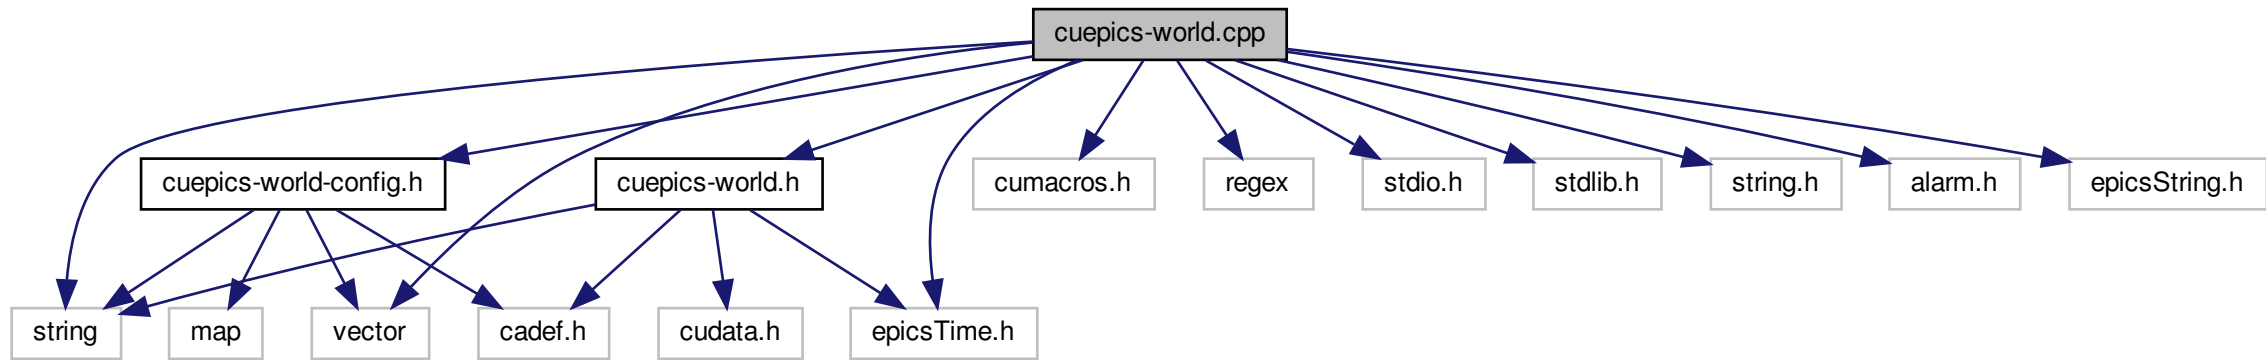 cuepics-world.cpp
cuepics-world-config.h
cuepics-world.h
cumacros.h
regex
stdio.h
stdlib.h
string.h
alarm.h
epicsString.h
string
map
vector
cadef.h
cudata.h
epicsTime.h